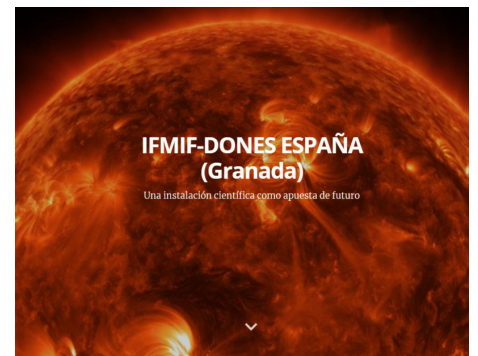 IFMIF-DONES ESPAÑA
(Granada)
Una instalación científica como apuesta de futuro